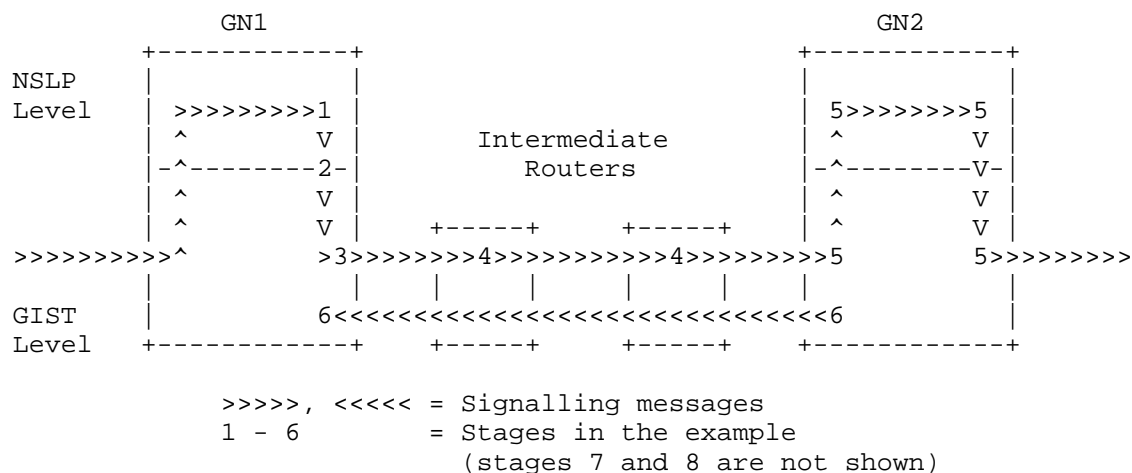 GN1                                                GN2
           +------------+                                  +------------+
NSLP       |            |                                  |            |
Level      | >>>>>>>>>1 |                                  | 5>>>>>>>>5 |
           | ^        V |          Intermediate            | ^        V |
           |-^--------2-|             Routers              |-^--------V-|
           | ^        V |                                  | ^        V |
           | ^        V |      +-----+       +-----+       | ^        V |
>>>>>>>>>>^           >3>>>>>>>>4>>>>>>>>>>>4>>>>>>>>>5          5>>>>>>>>>
           |            |      |     |       |     |       |            |
GIST       |          6<<<<<<<<<<<<<<<<<<<<<<<<<<<<<<<6            |
Level      +------------+      +-----+       +-----+       +------------+
>>>>>, <<<<< = Signalling messages
1 - 6        = Stages in the example
               (stages 7 and 8 are not shown)